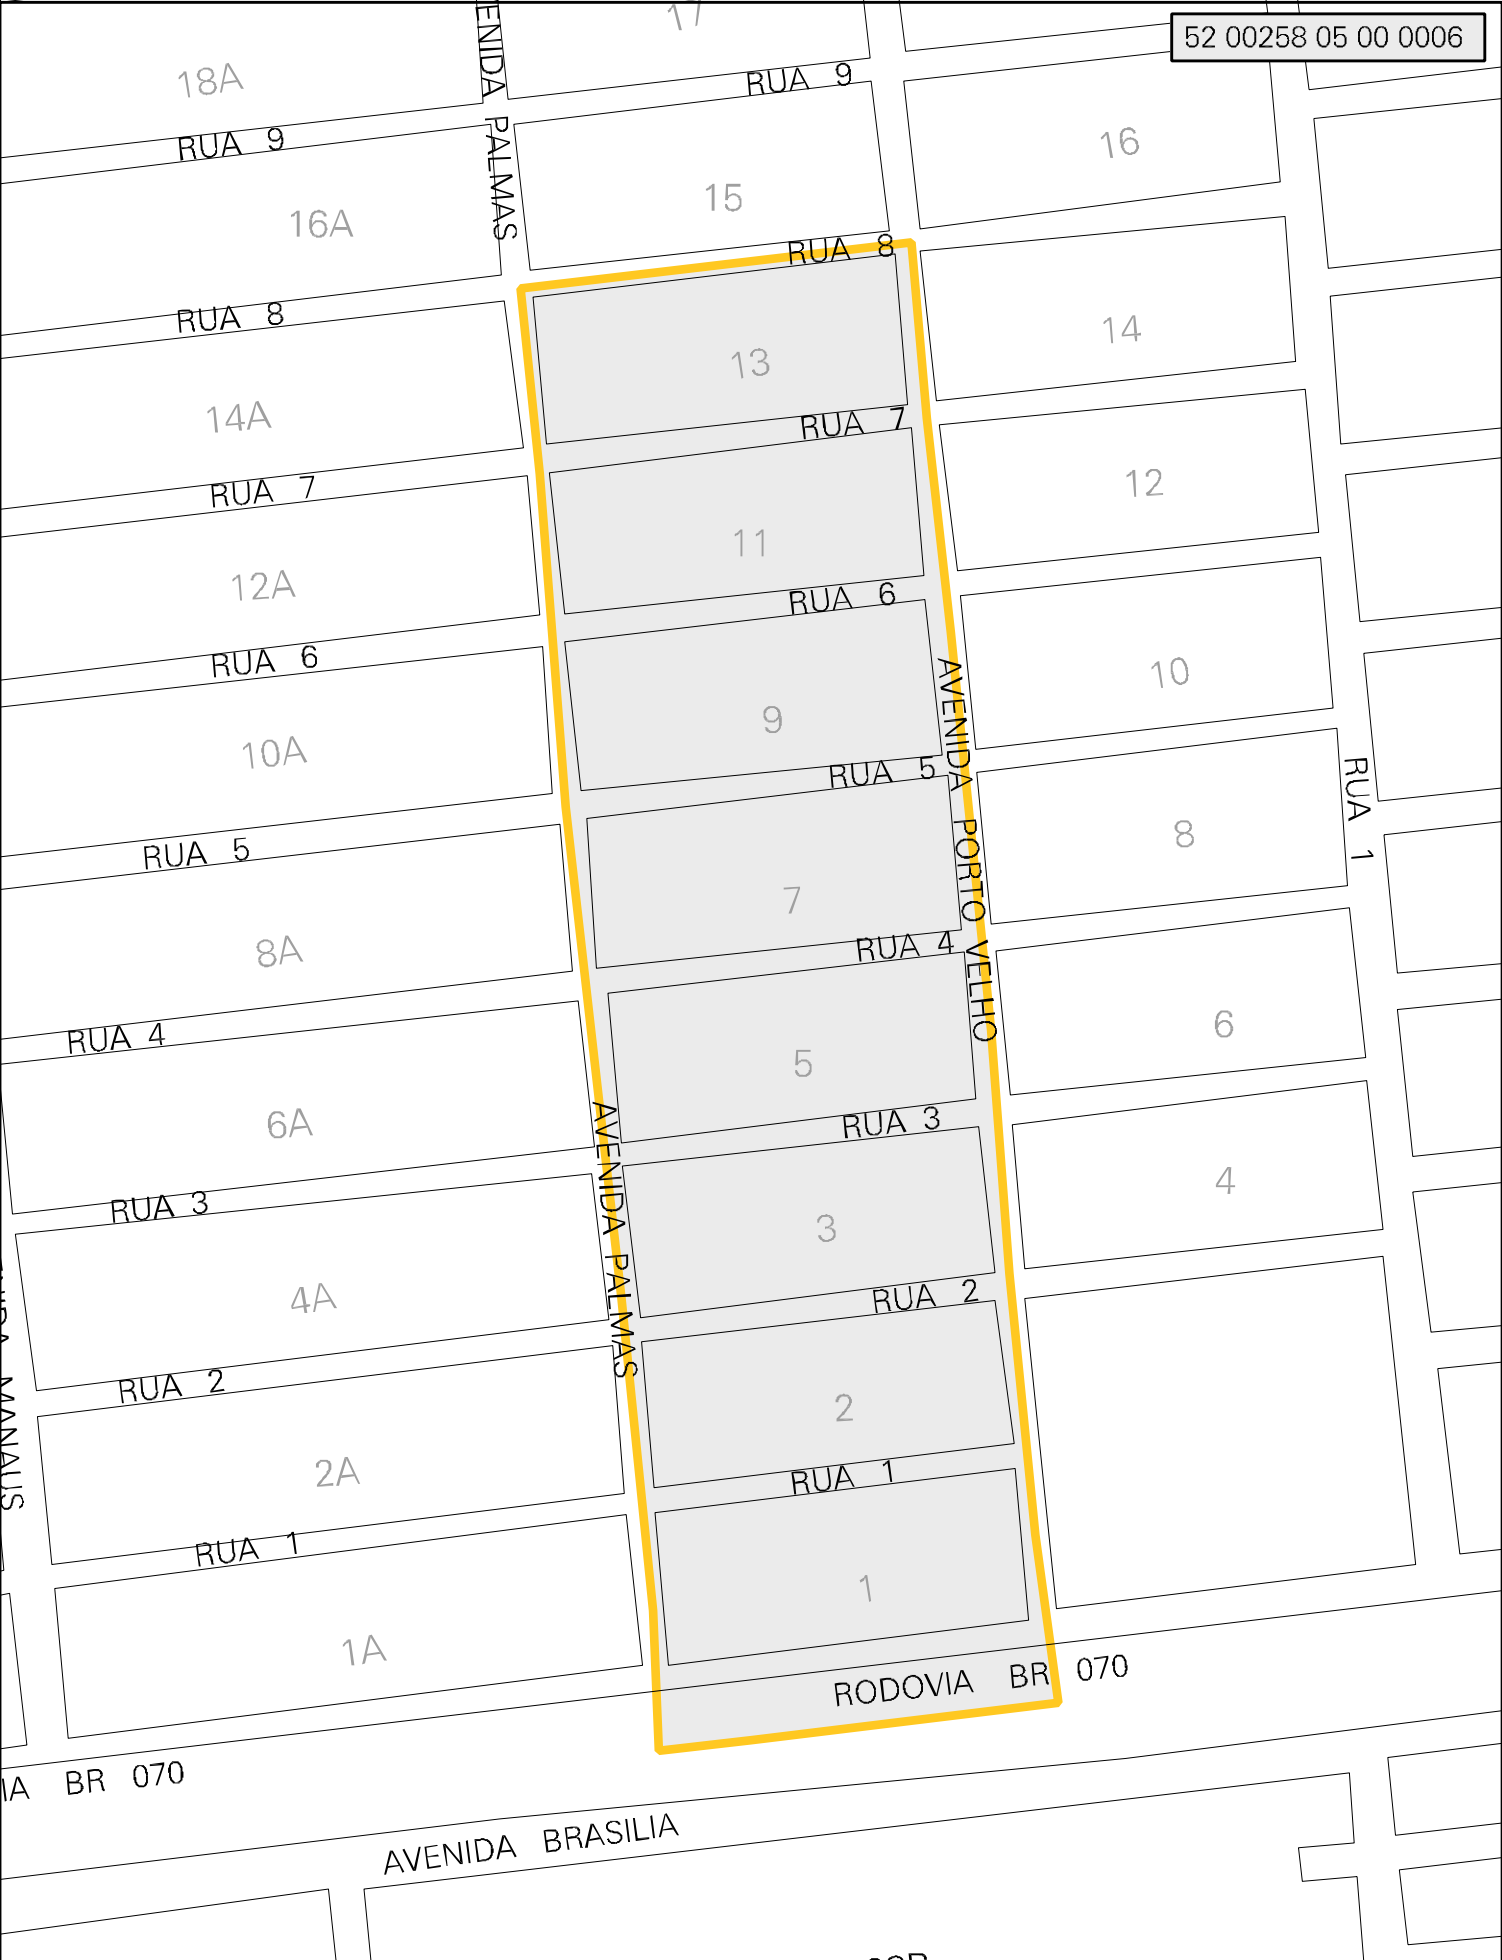 17
52 00258 05 00 0006
18A
RUA 9
RUA 9
PALMAS
16
15
16A
RUA 8
RUA 8
14
13
14A
RUA 7
RUA 7
12
11
12A
RUA 6
RUA 6
10
9
10A
AVENIDA PORTO VELHO
RUA 5
RUA 1
8
RUA 5
7
8A
RUA 4
6
RUA 4
5
6A
RUA 3
4
RUA 3
AVENIDA PALMAS
3
4A
RUA 2
RUA 2
2
MANAUS
2A
RUA 1
RUA 1
1
1A
RODOVIA BR 070
BR 070
AVENIDA BRASILIA